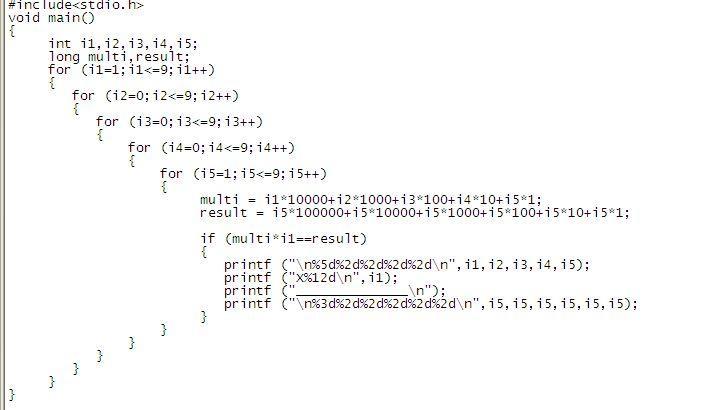 #include<stdio.h>
void main()
{
int i1,i2,i3,i4,i5;
long multi,result;
for (i1=1;i1<=9;i1++)
{
for (i2=0;i2<=9;i2++)
{
for (i3=0;i3<=9;i3++)
{
for (i4=0;i4<=9;i4++)
{
for (i5=1;i5<=9;i5++)
{
multi = i1*10000+i2*1000+i3*100+i4*10+i5*1;
result = i5*100000+i5*10000+i5*1000+i5*100+i5*10+i5*1;
if (multi*i1==result)
{
printf ("\n%5d%2d%2d%2d%2d\n",i1,i2,i3,i4,i5);
printf ("X%12d\n",i1);
printf ("______________\n");
printf ("\n%3d%2d%2d%2d%2d%2d\n",i5,i5,i5,i5,i5,i5);
}
}
}
}
}
}
}